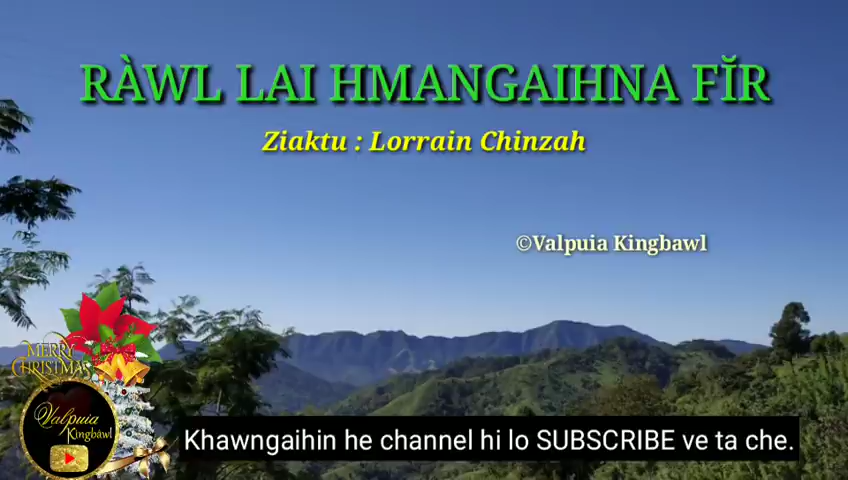 RÀWL LAI HMANGAIHNA FĬR
Ziaktu : Lorrain Chinzah
©Valpuia Kingbawl
MERRY
CHRISTMAS
Valpuia
Kingbawl
Khawngaihin he channel hi lo SUBSCRIBE ve ta che.